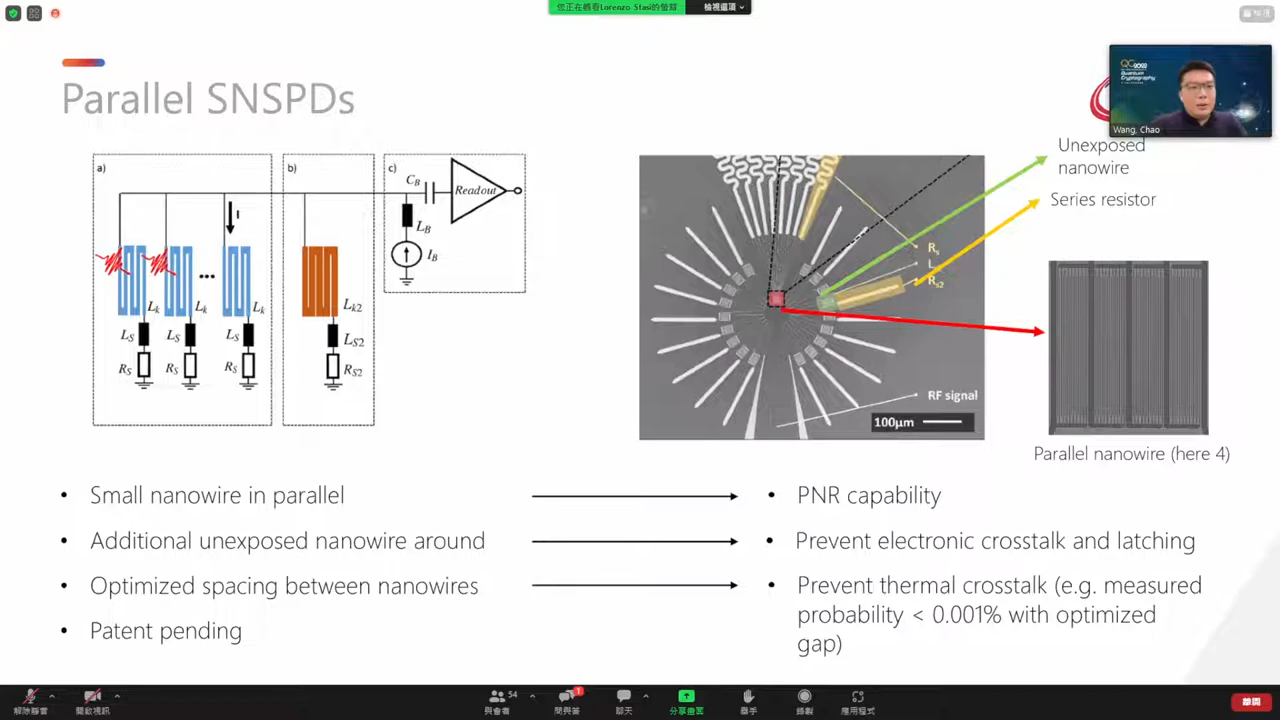 您正在觀看Lorenzo Stasi的螢幕
檢視選項
檢視
Parallel SNSPDs
QC2022
Quantum
Cryptography
Wang, Chao
a)
b)
c)
C_B
Readout
I
L_B
I_B
L_k
L_k
L_k
L_k2
L_S
L_S
L_S
L_S2
R_S
R_S
R_S
R_S2
Unexposed
nanowire
Series resistor
R_s
R_s2
RF signal
100μm
Parallel nanowire (here 4)
• Small nanowire in parallel
• PNR capability
• Additional unexposed nanowire around
• Prevent electronic crosstalk and latching
• Optimized spacing between nanowires
• Prevent thermal crosstalk (e.g. measured
probability < 0.001% with optimized
gap)
• Patent pending
解除靜音
開啟視訊
54
與會者
1
問與答
聊天
分享畫面
舉手
錄製
應用程式
離開